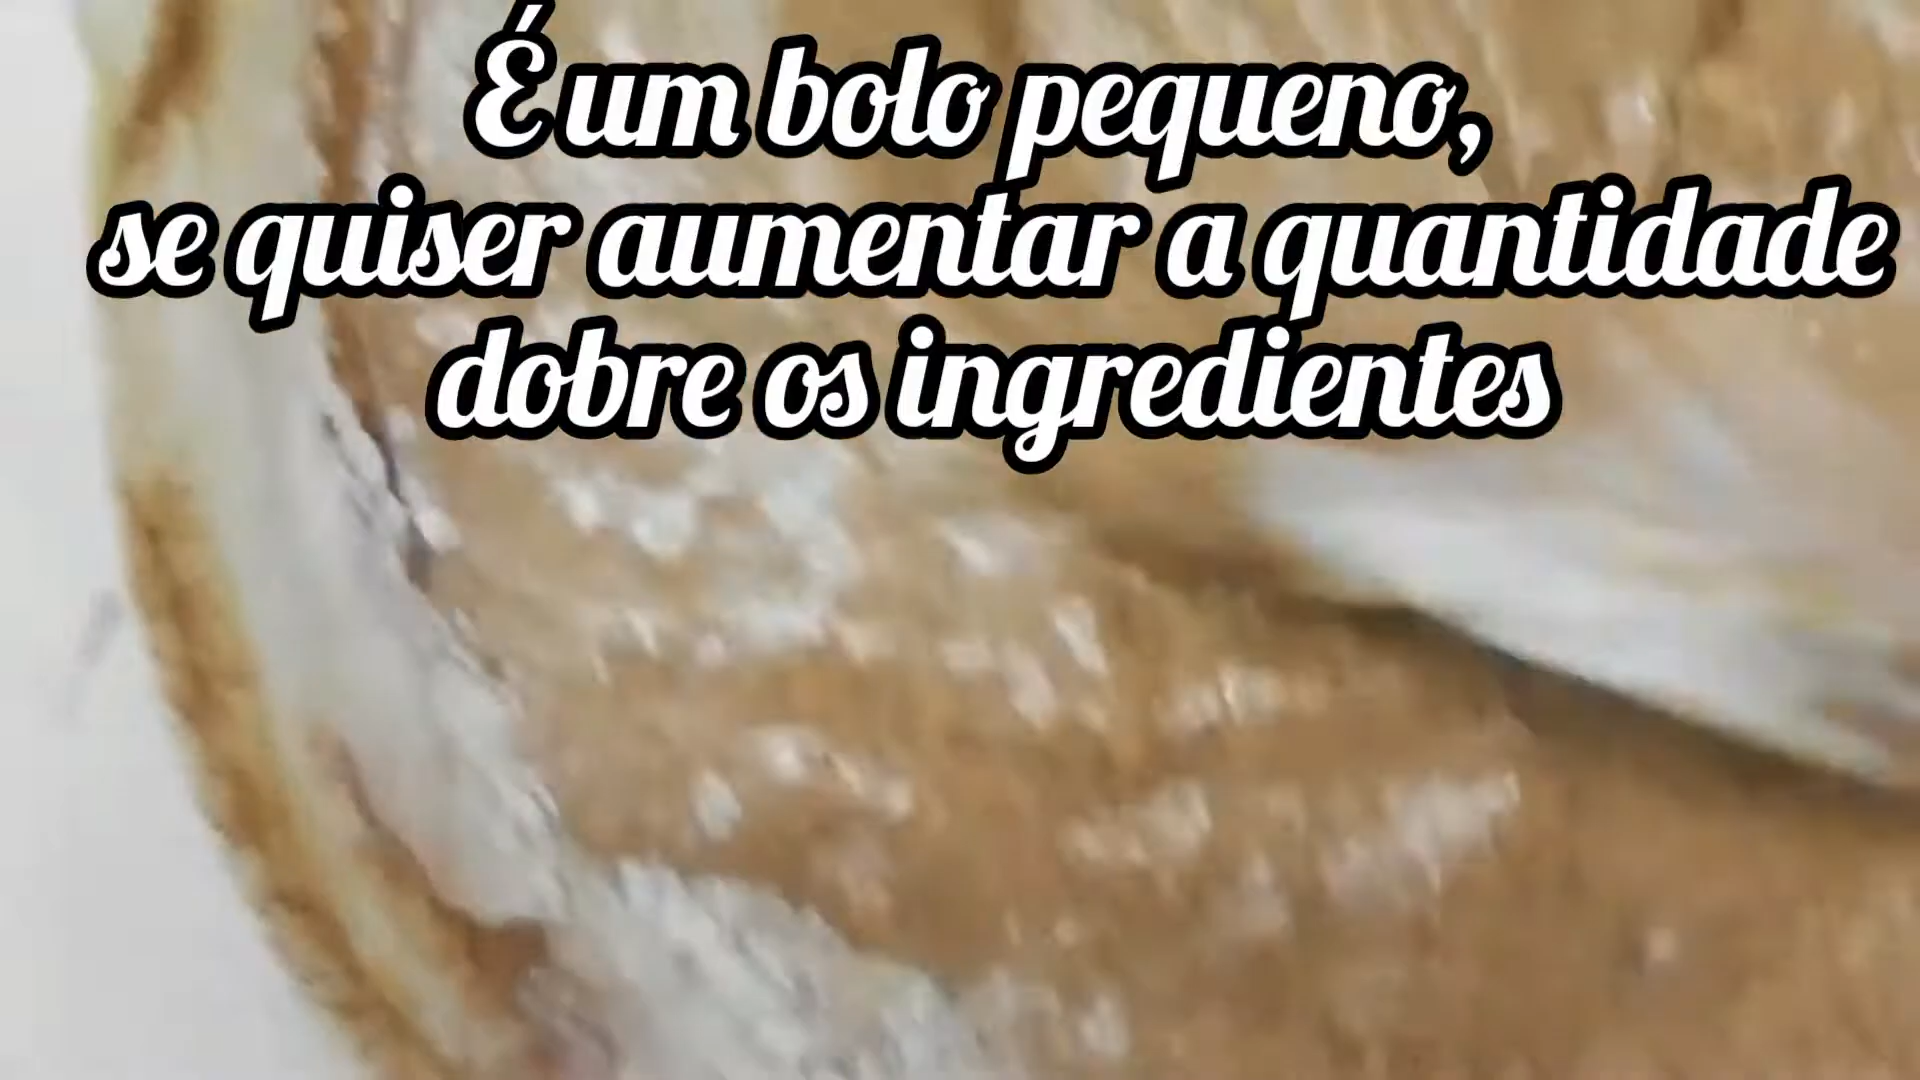 É um bolo pequeno,
se quiser aumentar a quantidade
dobre os ingredientes